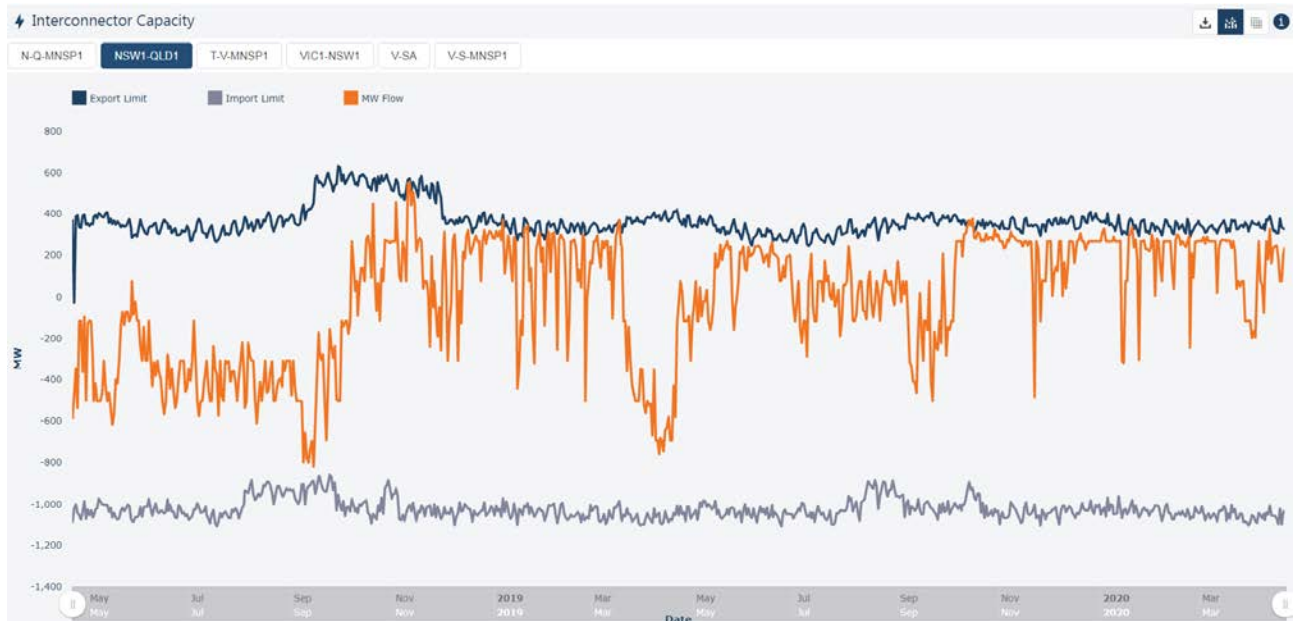 Interconnector Capacity
N-Q-MNSP1 NSW1-QLD1 T-V-MNSP1 VIC1-NSW1 V-SA V-S-MNSP1
Export Limit Import Limit MW Flow
800
600
400
200
0
-200
-400
-600
-800
-1,000
-1,200
-1,400
MW
May Jul Sep Nov 2019 Mar May Jul Sep Nov 2020 Mar
May Jul Sep Nov 2019 Mar May Jul Sep Nov 2020 Mar
Date